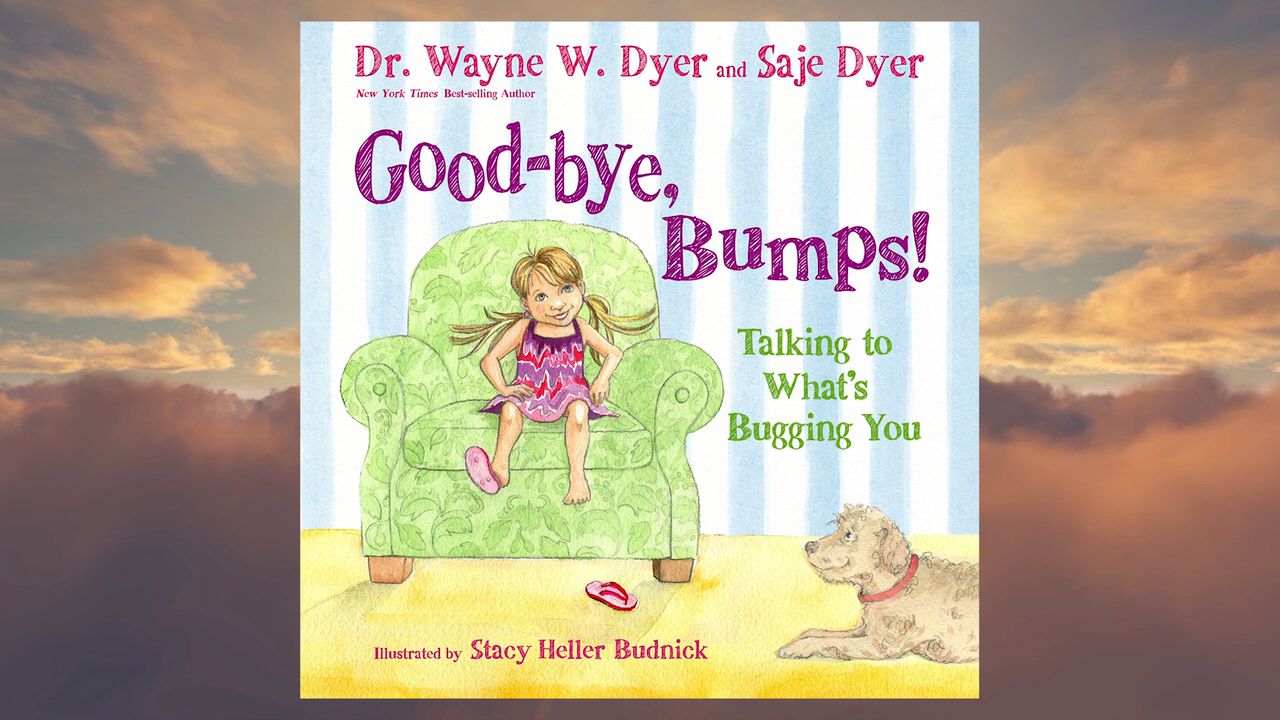 Dr. Wayne W. Dyer and Saje Dyer
New York Times Best-selling Author
Good-bye,
Bumps!
Talking to
What's
Bugging You
Illustrated by Stacy Heller Budnick